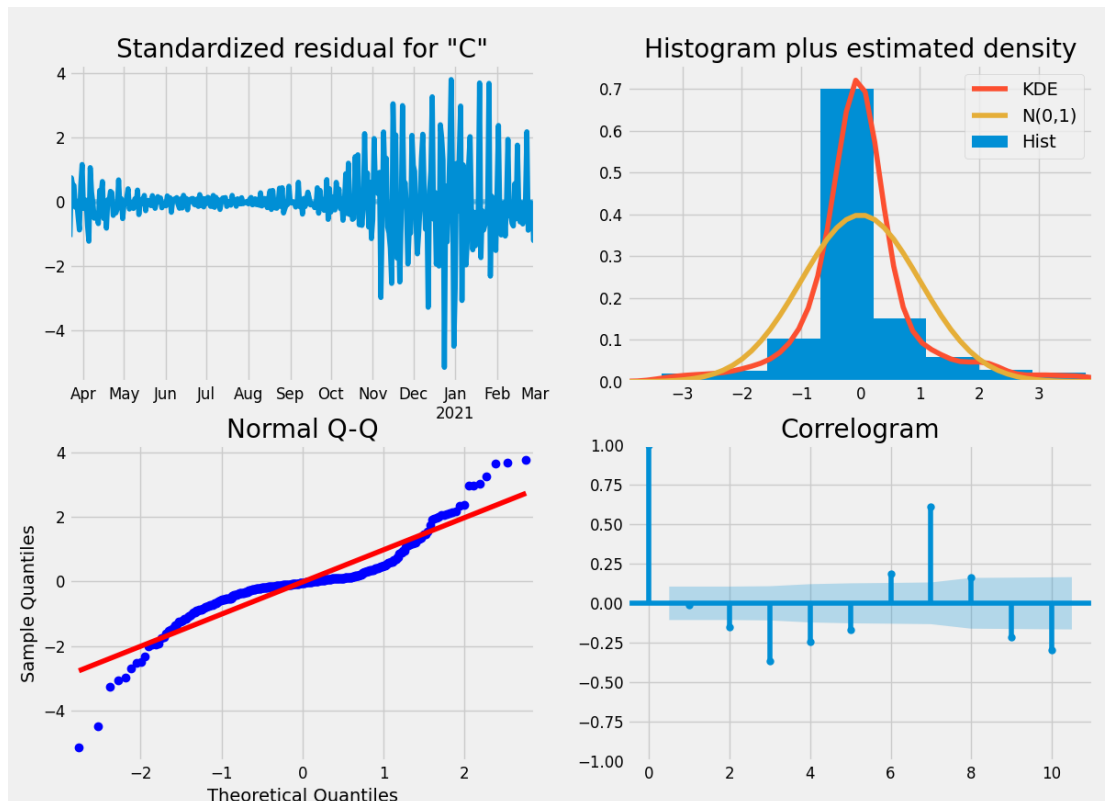 Standardized residual for "C"
4
2
0
−2
−4
Apr May Jun Jul Aug Sep Oct Nov Dec Jan Feb Mar
2021
Histogram plus estimated density
KDE
N(0,1)
Hist
0.7
0.6
0.5
0.4
0.3
0.2
0.1
0.0
−3 −2 −1 0 1 2 3
Normal Q-Q
Sample Quantiles
4
2
0
−2
−4
−2 −1 0 1 2
Theoretical Quantiles
Correlogram
1.00
0.75
0.50
0.25
0.00
−0.25
−0.50
−0.75
−1.00
0 2 4 6 8 10